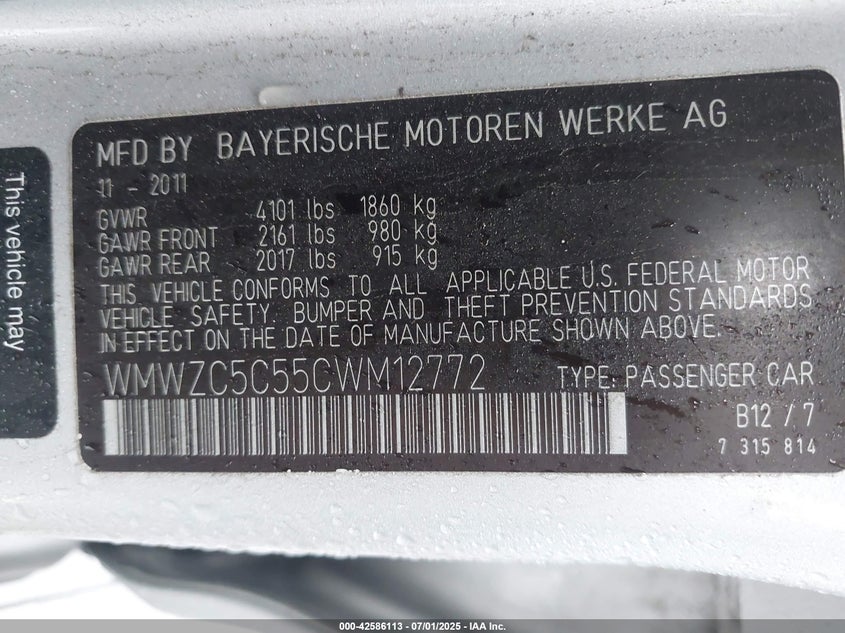 This vehicle may
MFD BY BAYERISCHE MOTOREN WERKE AG
11 - 2011
GVWR 4101 lbs 1860 kg
GAWR FRONT 2161 lbs 980 kg
GAWR REAR 2017 lbs 915 kg
THIS VEHICLE CONFORMS TO ALL APPLICABLE U.S. FEDERAL MOTOR
VEHICLE SAFETY, BUMPER AND THEFT PREVENTION STANDARDS
IN EFFECT ON THE DATE OF MANUFACTURE SHOWN ABOVE.
WMWZC5C55CWM12772 TYPE: PASSENGER CAR
B12 / 7
7 315 814
000-42586113 - 07/01/2025 - IAA Inc.